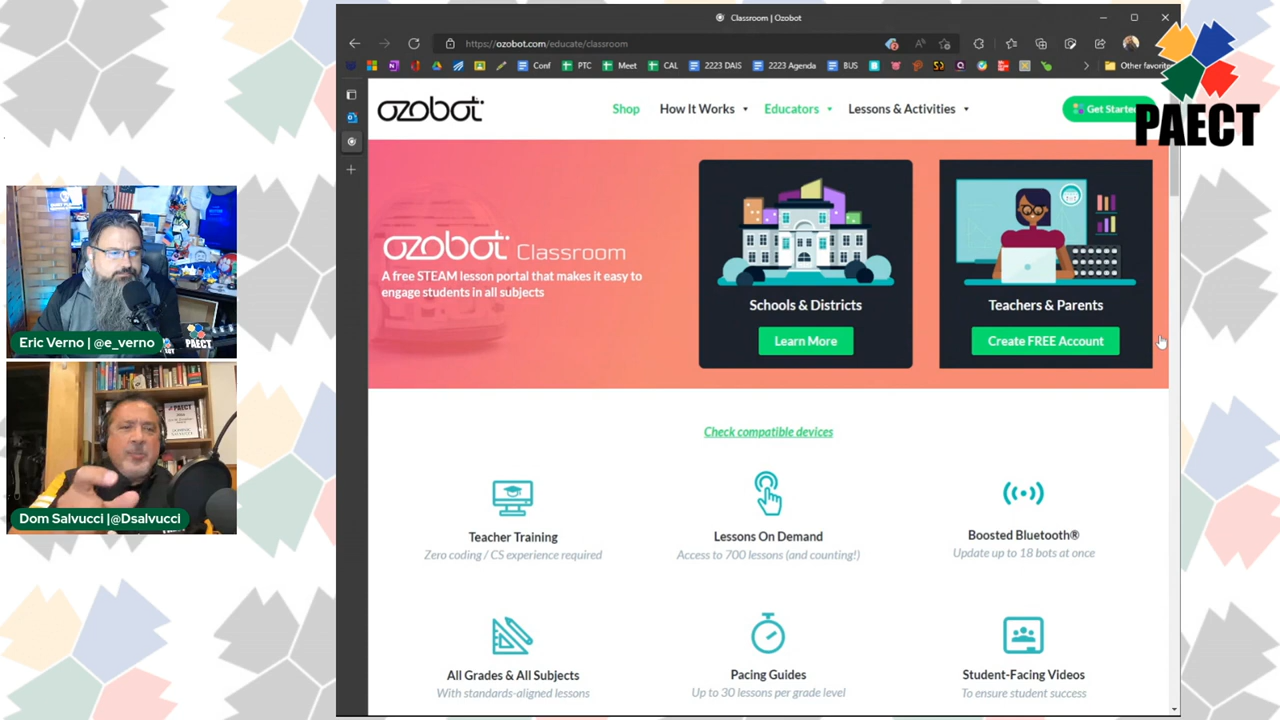 Classroom | Ozobot
https://ozobot.com/educate/classroom
Conf PTC Meet CAL 2223 DAIS 2223 Agenda BUS Other favorites
PAECT
ozobot
Shop How It Works Educators Lessons & Activities Get Starte
ozobot Classroom
A free STEAM lesson portal that makes it easy to
engage students in all subjects
Schools & Districts
Learn More
Teachers & Parents
Create FREE Account
Eric Verno | @e_verno
PAECT
Dom Salvucci |@Dsalvucci
Check compatible devices
Teacher Training
Zero coding / CS experience required
Lessons On Demand
Access to 700 lessons (and counting!)
Boosted Bluetooth®
Update up to 18 bots at once
All Grades & All Subjects
With standards-aligned lessons
Pacing Guides
Up to 30 lessons per grade level
Student-Facing Videos
To ensure student success